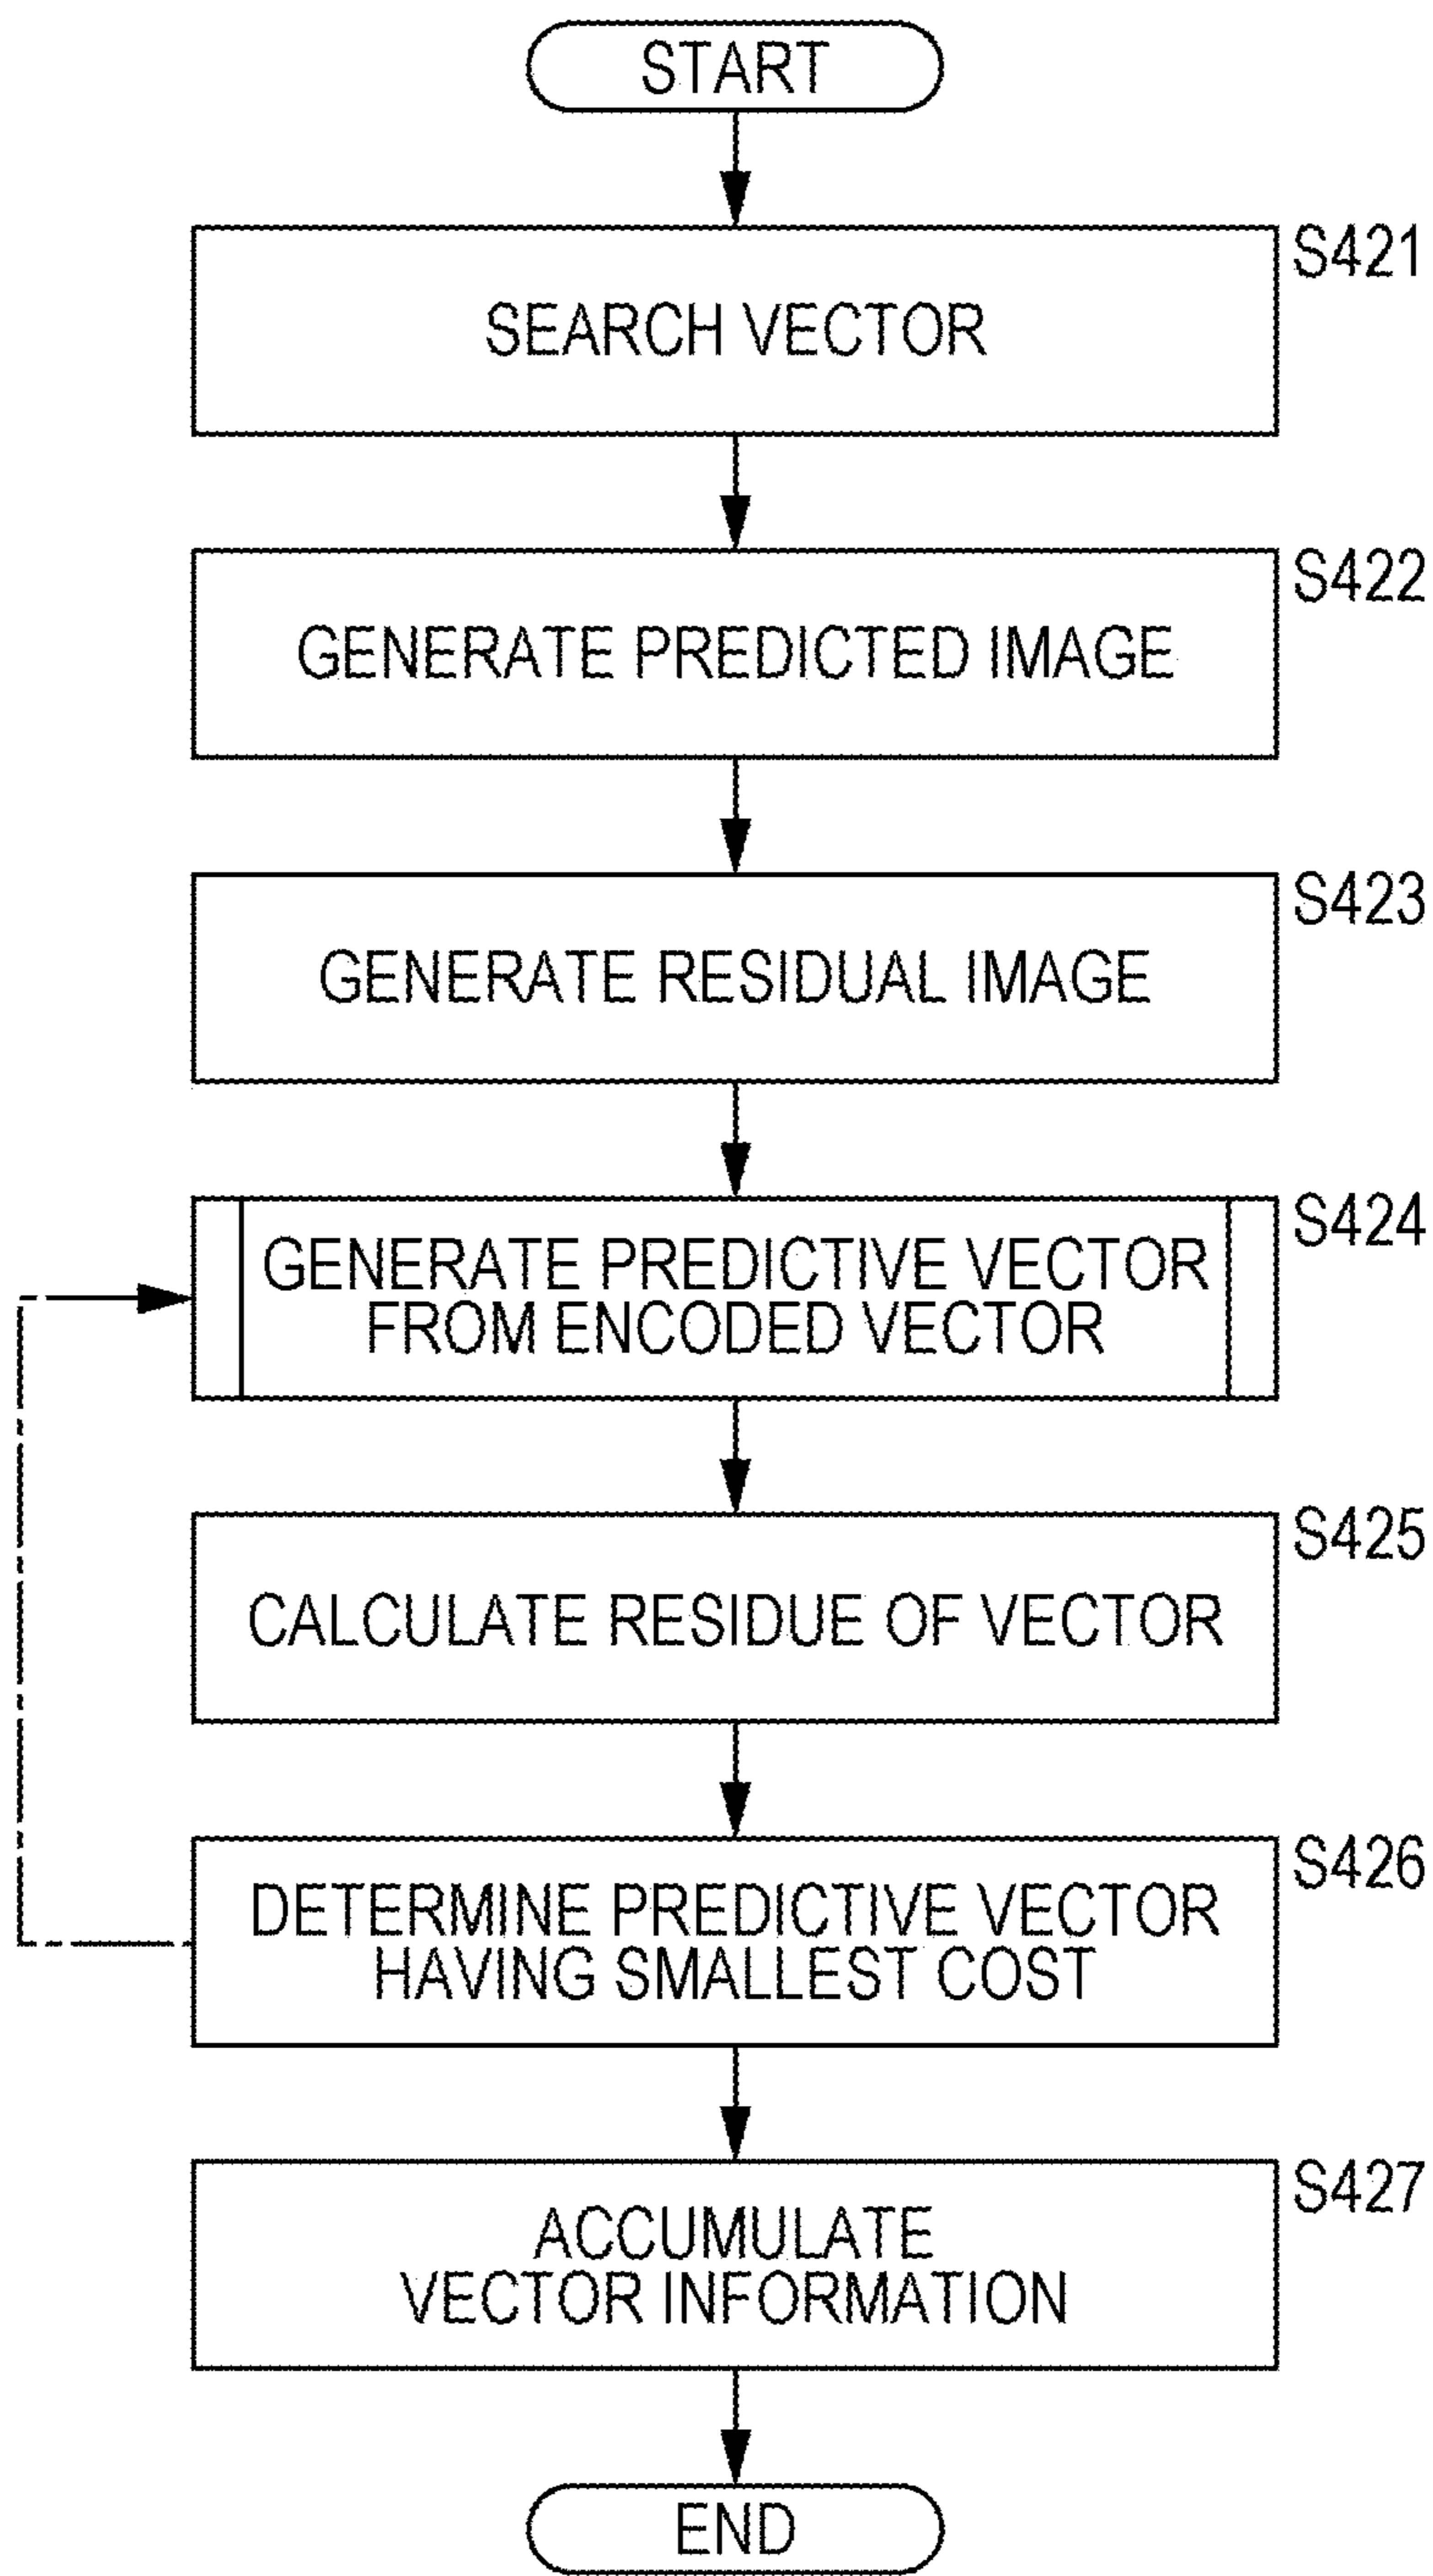 START
S421
SEARCH VECTOR
S422
GENERATE PREDICTED IMAGE
S423
GENERATE RESIDUAL IMAGE
S424
GENERATE PREDICTIVE VECTOR
FROM ENCODED VECTOR
S425
CALCULATE RESIDUE OF VECTOR
S426
DETERMINE PREDICTIVE VECTOR
HAVING SMALLEST COST
S427
ACCUMULATE
VECTOR INFORMATION
END